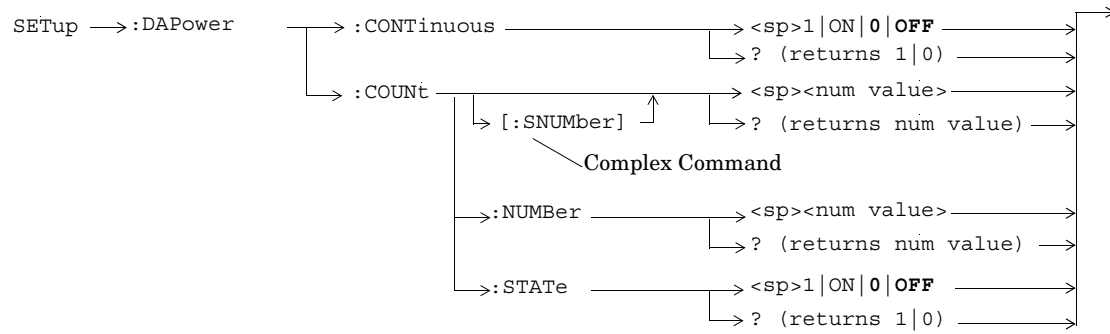 SETup :DAPower :CONTinuous <sp>1|ON|0|OFF
? (returns 1|0)
:COUNt <sp><num value>
[:SNUMber] ? (returns num value)
Complex Command
:NUMBer <sp><num value>
? (returns num value)
:STATe <sp>1|ON|0|OFF
? (returns 1|0)